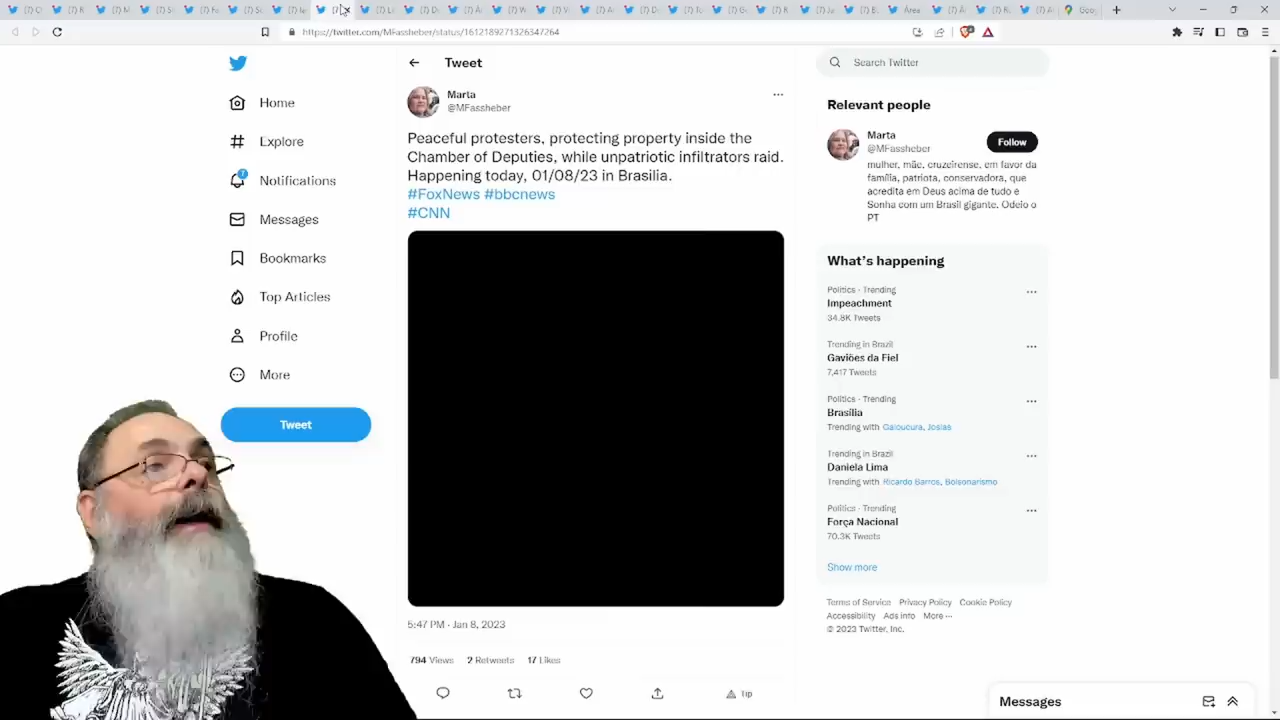 https://twitter.com/MFassheber/status/1612189271326347264
Home
Explore
7
Notifications
Messages
Bookmarks
Top Articles
Profile
More
Tweet
Tweet
Marta
@MFassheber
Peaceful protesters, protecting property inside the
Chamber of Deputies, while unpatriotic infiltrators raid.
Happening today, 01/08/23 in Brasilia.
#FoxNews #bbcnews
#CNN
5:47 PM · Jan 8, 2023
794 Views 2 Retweets 17 Likes
Tip
Search Twitter
Relevant people
Marta
@MFassheber
Follow
mulher, mãe, cruzeirense, em favor da
família, patriota, conservadora, que
acredita em Deus acima de tudo e
Sonha com um Brasil gigante. Odeio o
PT
What's happening
Politics · Trending
Impeachment
34.8K Tweets
Trending in Brazil
Gaviões da Fiel
7,417 Tweets
Politics · Trending
Brasília
Trending with Galoucura, Josias
Trending in Brazil
Daniela Lima
Trending with Ricardo Barros, Bolsonarismo
Politics · Trending
Força Nacional
70.3K Tweets
Show more
Terms of Service Privacy Policy Cookie Policy
Accessibility Ads info More ···
© 2023 Twitter, Inc.
Messages